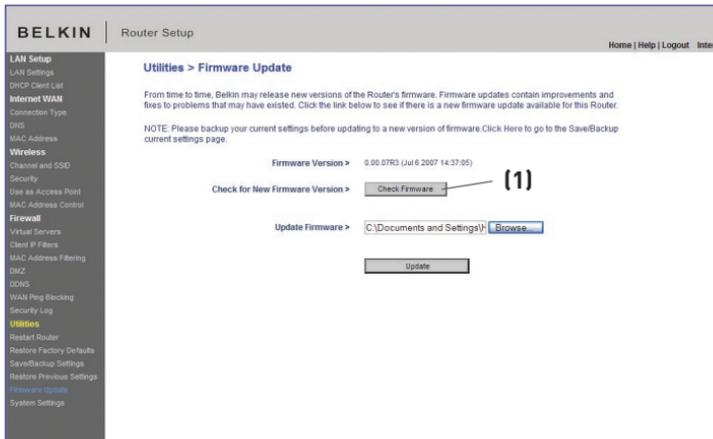 BELKIN
Router Setup
Home | Help | Logout Inte
LAN Setup
LAN Settings
DHCP Client List
Internet WAN
Connection Type
DNS
MAC Address
Wireless
Channel and SSID
Security
Use as Access Point
MAC Address Control
Firewall
Virtual Servers
Client IP Filters
MAC Address Filtering
DMZ
DDNS
WAN Ping Blocking
Security Log
Utilities
Restart Router
Restore Factory Defaults
Save/Backup Settings
Restore Previous Settings
Firmware Update
System Settings
Utilities > Firmware Update
From time to time, Belkin may release new versions of the Router's firmware. Firmware updates contain improvements and
fixes to problems that may have existed. Click the link below to see if there is a new firmware update available for this Router.
NOTE: Please backup your current settings before updating to a new version of firmware.Click Here to go to the Save/Backup
current settings page.
Firmware Version > 0.00.07R3 (Jul 6 2007 14:37:05)
Check for New Firmware Version > Check Firmware (1)
Update Firmware > C:\Documents and Settings\H Browse...
Update